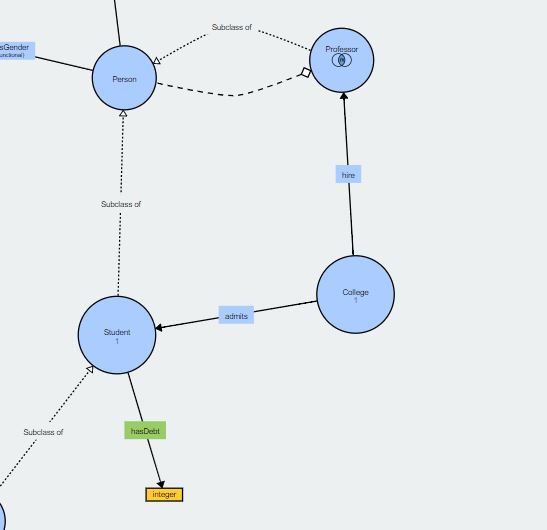 Subclass of
sGender
unctional)
Professor
Person
hire
Subclass of
College
1
admits
Student
1
hasDebt
Subclass of
integer